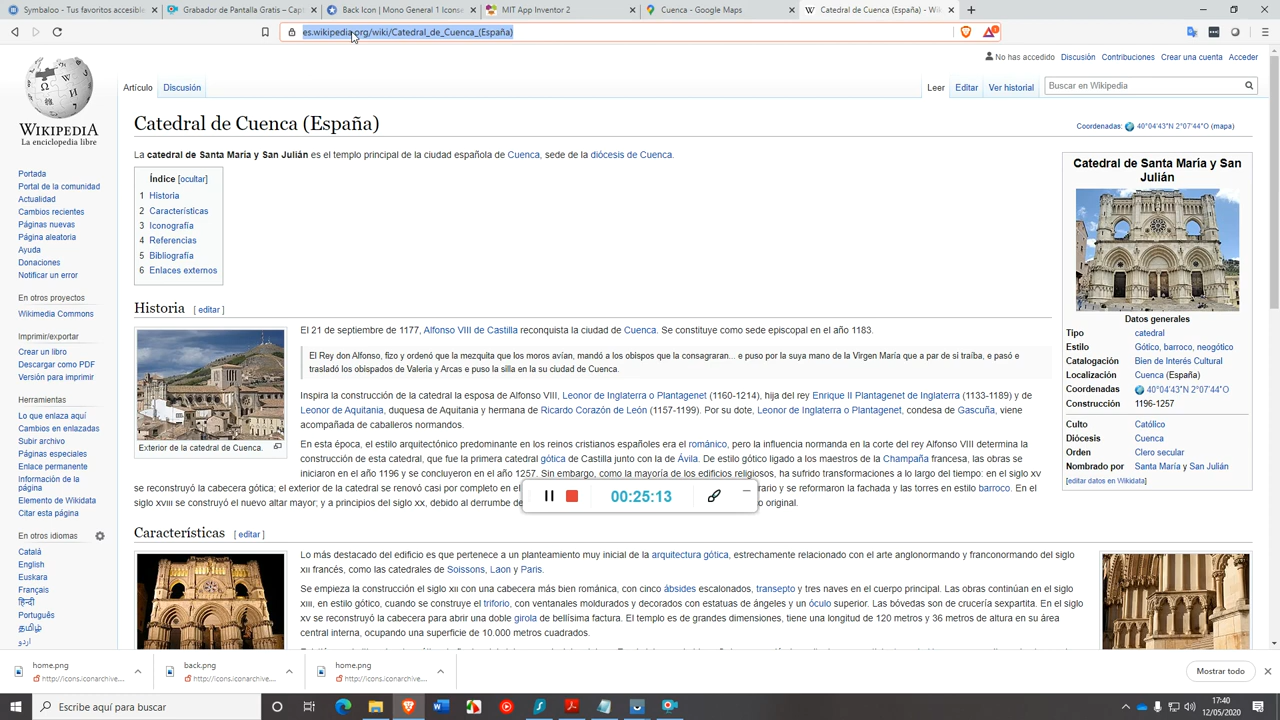 Symbaloo - Tus favoritos accesible
Grabador de Pantalla Gratis – Cap
Back Icon | Mono General 1 Iconse
MIT App Inventor 2
Cuenca - Google Maps
Catedral de Cuenca (España) - Wi
es.wikipedia.org/wiki/Catedral_de_Cuenca_(España)
No has accedido Discusión Contribuciones Crear una cuenta Acceder
Artículo Discusión Leer Editar Ver historial Buscar en Wikipedia
WIKIPEDIA
La enciclopedia libre
Portada
Portal de la comunidad
Actualidad
Cambios recientes
Páginas nuevas
Página aleatoria
Ayuda
Donaciones
Notificar un error
En otros proyectos
Wikimedia Commons
Imprimir/exportar
Crear un libro
Descargar como PDF
Versión para imprimir
Herramientas
Lo que enlaza aquí
Cambios en enlazadas
Subir archivo
Páginas especiales
Enlace permanente
Información de la
página
Elemento de Wikidata
Citar esta página
En otros idiomas
Català
English
Euskara
Français
हिन्दी
Português
தமிழ்
اردو
Catedral de Cuenca (España)
Coordenadas: 40°04′43″N 2°07′44″O (mapa)
La catedral de Santa María y San Julián es el templo principal de la ciudad española de Cuenca, sede de la diócesis de Cuenca.
Índice [ocultar]
1 Historia
2 Características
3 Iconografía
4 Referencias
5 Bibliografía
6 Enlaces externos
Catedral de Santa María y San
Julián
Datos generales
Tipo catedral
Estilo Gótico, barroco, neogótico
Catalogación Bien de Interés Cultural
Localización Cuenca (España)
Coordenadas 40°04′43″N 2°07′44″O
Construcción 1196-1257
Culto Católico
Diócesis Cuenca
Orden Clero secular
Nombrado por Santa María y San Julián
[editar datos en Wikidata]
Historia [ editar ]
Exterior de la catedral de Cuenca.
El 21 de septiembre de 1177, Alfonso VIII de Castilla reconquista la ciudad de Cuenca. Se constituye como sede episcopal en el año 1183.
El Rey don Alfonso, fizo y ordenó que la mezquita que los moros avían, mandó a los obispos que la consagraran... e puso por la suya mano de la Virgen María que a par de si traíba, e pasó e
trasladó los obispados de Valeria y Arcas e puso la silla en la su ciudad de Cuenca.
Inspira la construcción de la catedral la esposa de Alfonso VIII, Leonor de Inglaterra o Plantagenet (1160-1214), hija del rey Enrique II Plantagenet de Inglaterra (1133-1189) y de
Leonor de Aquitania, duquesa de Aquitania y hermana de Ricardo Corazón de León (1157-1199). Por su dote, Leonor de Inglaterra o Plantagenet, condesa de Gascuña, viene
acompañada de caballeros normandos.
En esta época, el estilo arquitectónico predominante en los reinos cristianos españoles era el románico, pero la influencia normanda en la corte del rey Alfonso VIII determina la
construcción de esta catedral, que fue la primera catedral gótica de Castilla junto con la de Ávila. De estilo gótico ligado a los maestros de la Champaña francesa, las obras se
iniciaron en el año 1196 y se concluyeron en el año 1257. Sin embargo, como la mayoría de los edificios religiosos, ha sufrido transformaciones a lo largo del tiempo: en el siglo XV
se reconstruyó la cabecera gótica; el exterior de la catedral se renovó casi por completo en el rario y se reformaron la fachada y las torres en estilo barroco. En el
siglo XVIII se construyó el nuevo altar mayor; y a principios del siglo XX, debido al derrumbe de o original.
00:25:13
Características [ editar ]
Lo más destacado del edificio es que pertenece a un planteamiento muy inicial de la arquitectura gótica, estrechamente relacionado con el arte anglonormando y franconormando del siglo
XII francés, como las catedrales de Soissons, Laon y Paris.
Se empieza la construcción el siglo XII con una cabecera más bien románica, con cinco ábsides escalonados, transepto y tres naves en el cuerpo principal. Las obras continúan en el siglo
XIII, en estilo gótico, cuando se construye el triforio, con ventanales moldurados y decorados con estatuas de ángeles y un óculo superior. Las bóvedas son de crucería sexpartita. En el siglo
XV se reconstruyó la cabecera para abrir una doble girola de bellísima factura. El templo es de grandes dimensiones, tiene una longitud de 120 metros y 36 metros de altura en su área
central interna, ocupando una superficie de 10.000 metros cuadrados.
home.png
http://icons.iconarchive....
back.png
http://icons.iconarchive....
home.png
http://icons.iconarchive....
Mostrar todo
Escribe aquí para buscar
17:40
12/05/2020